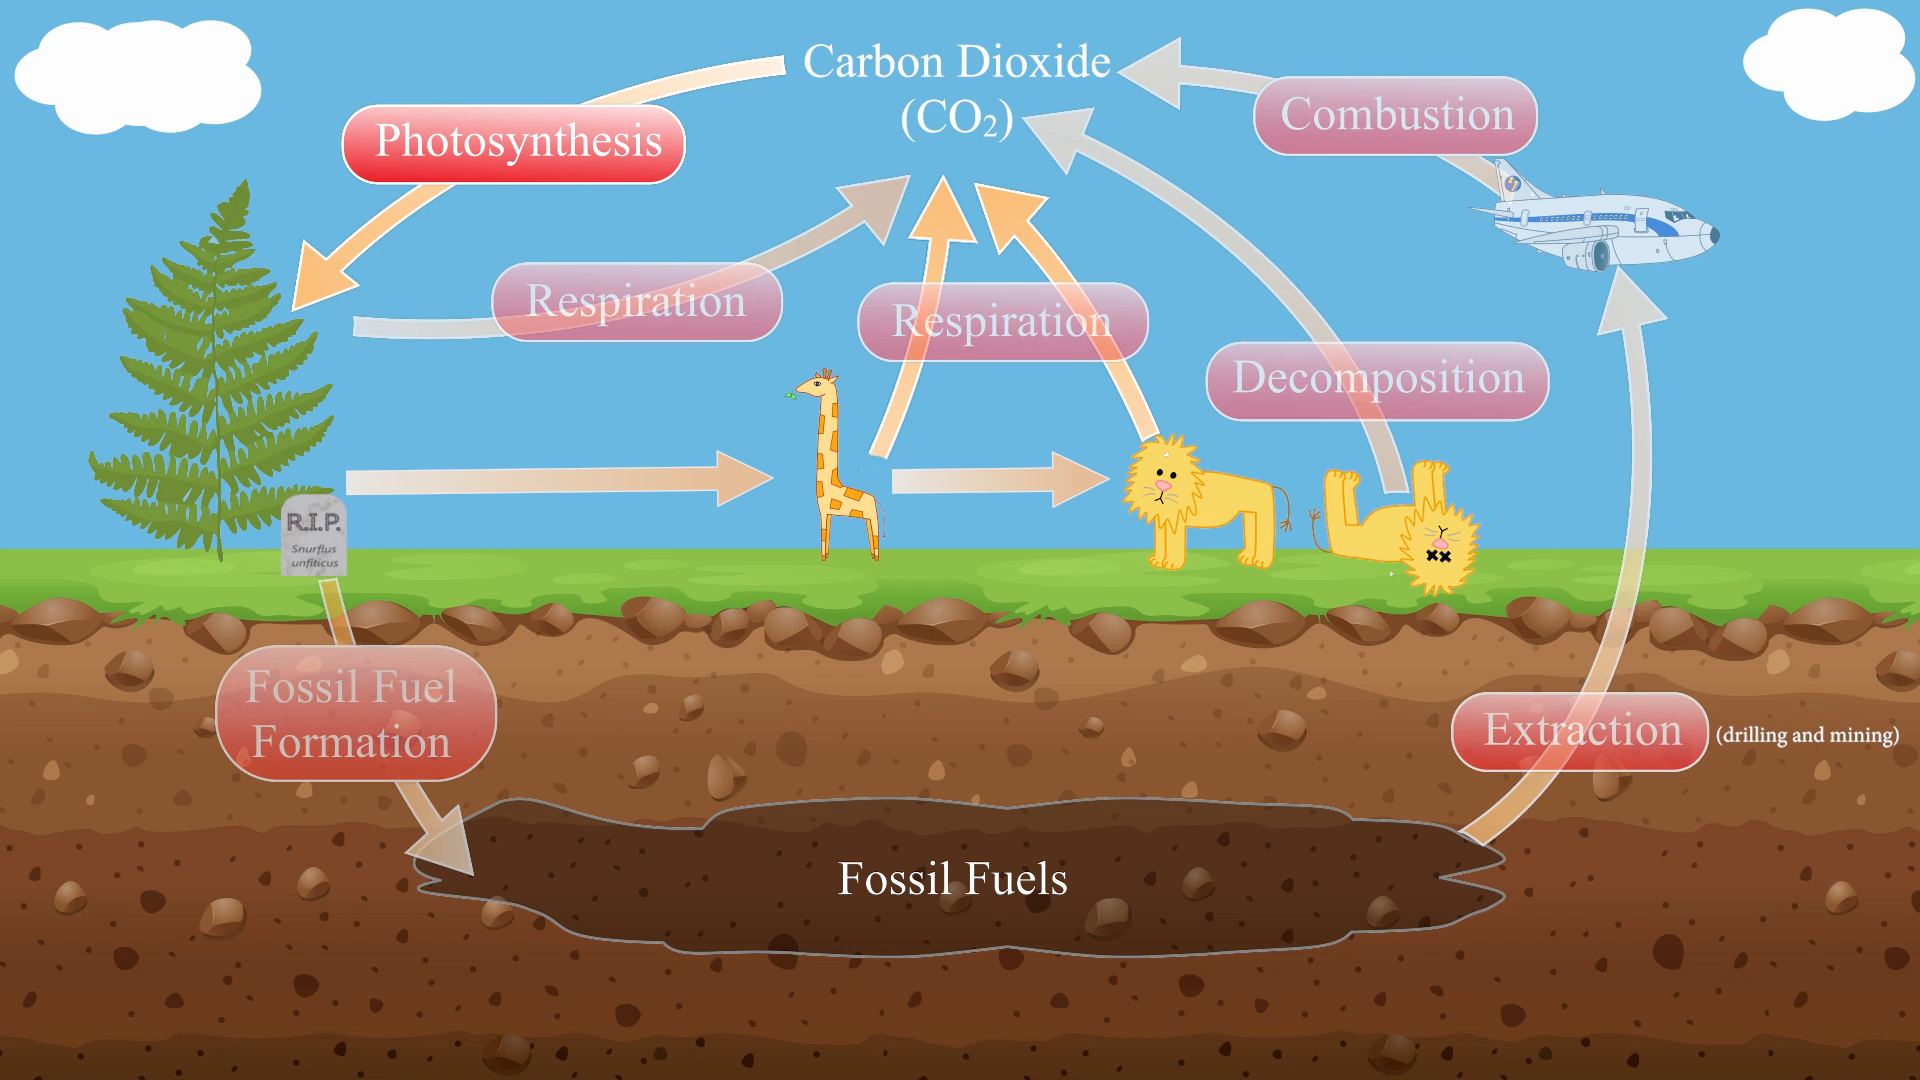 Carbon Dioxide
(CO₂)
Photosynthesis
Combustion
Respiration
Respiration
Decomposition
R.I.P.
Snurflus
unfiticus
Fossil Fuel
Formation
Extraction (drilling and mining)
Fossil Fuels